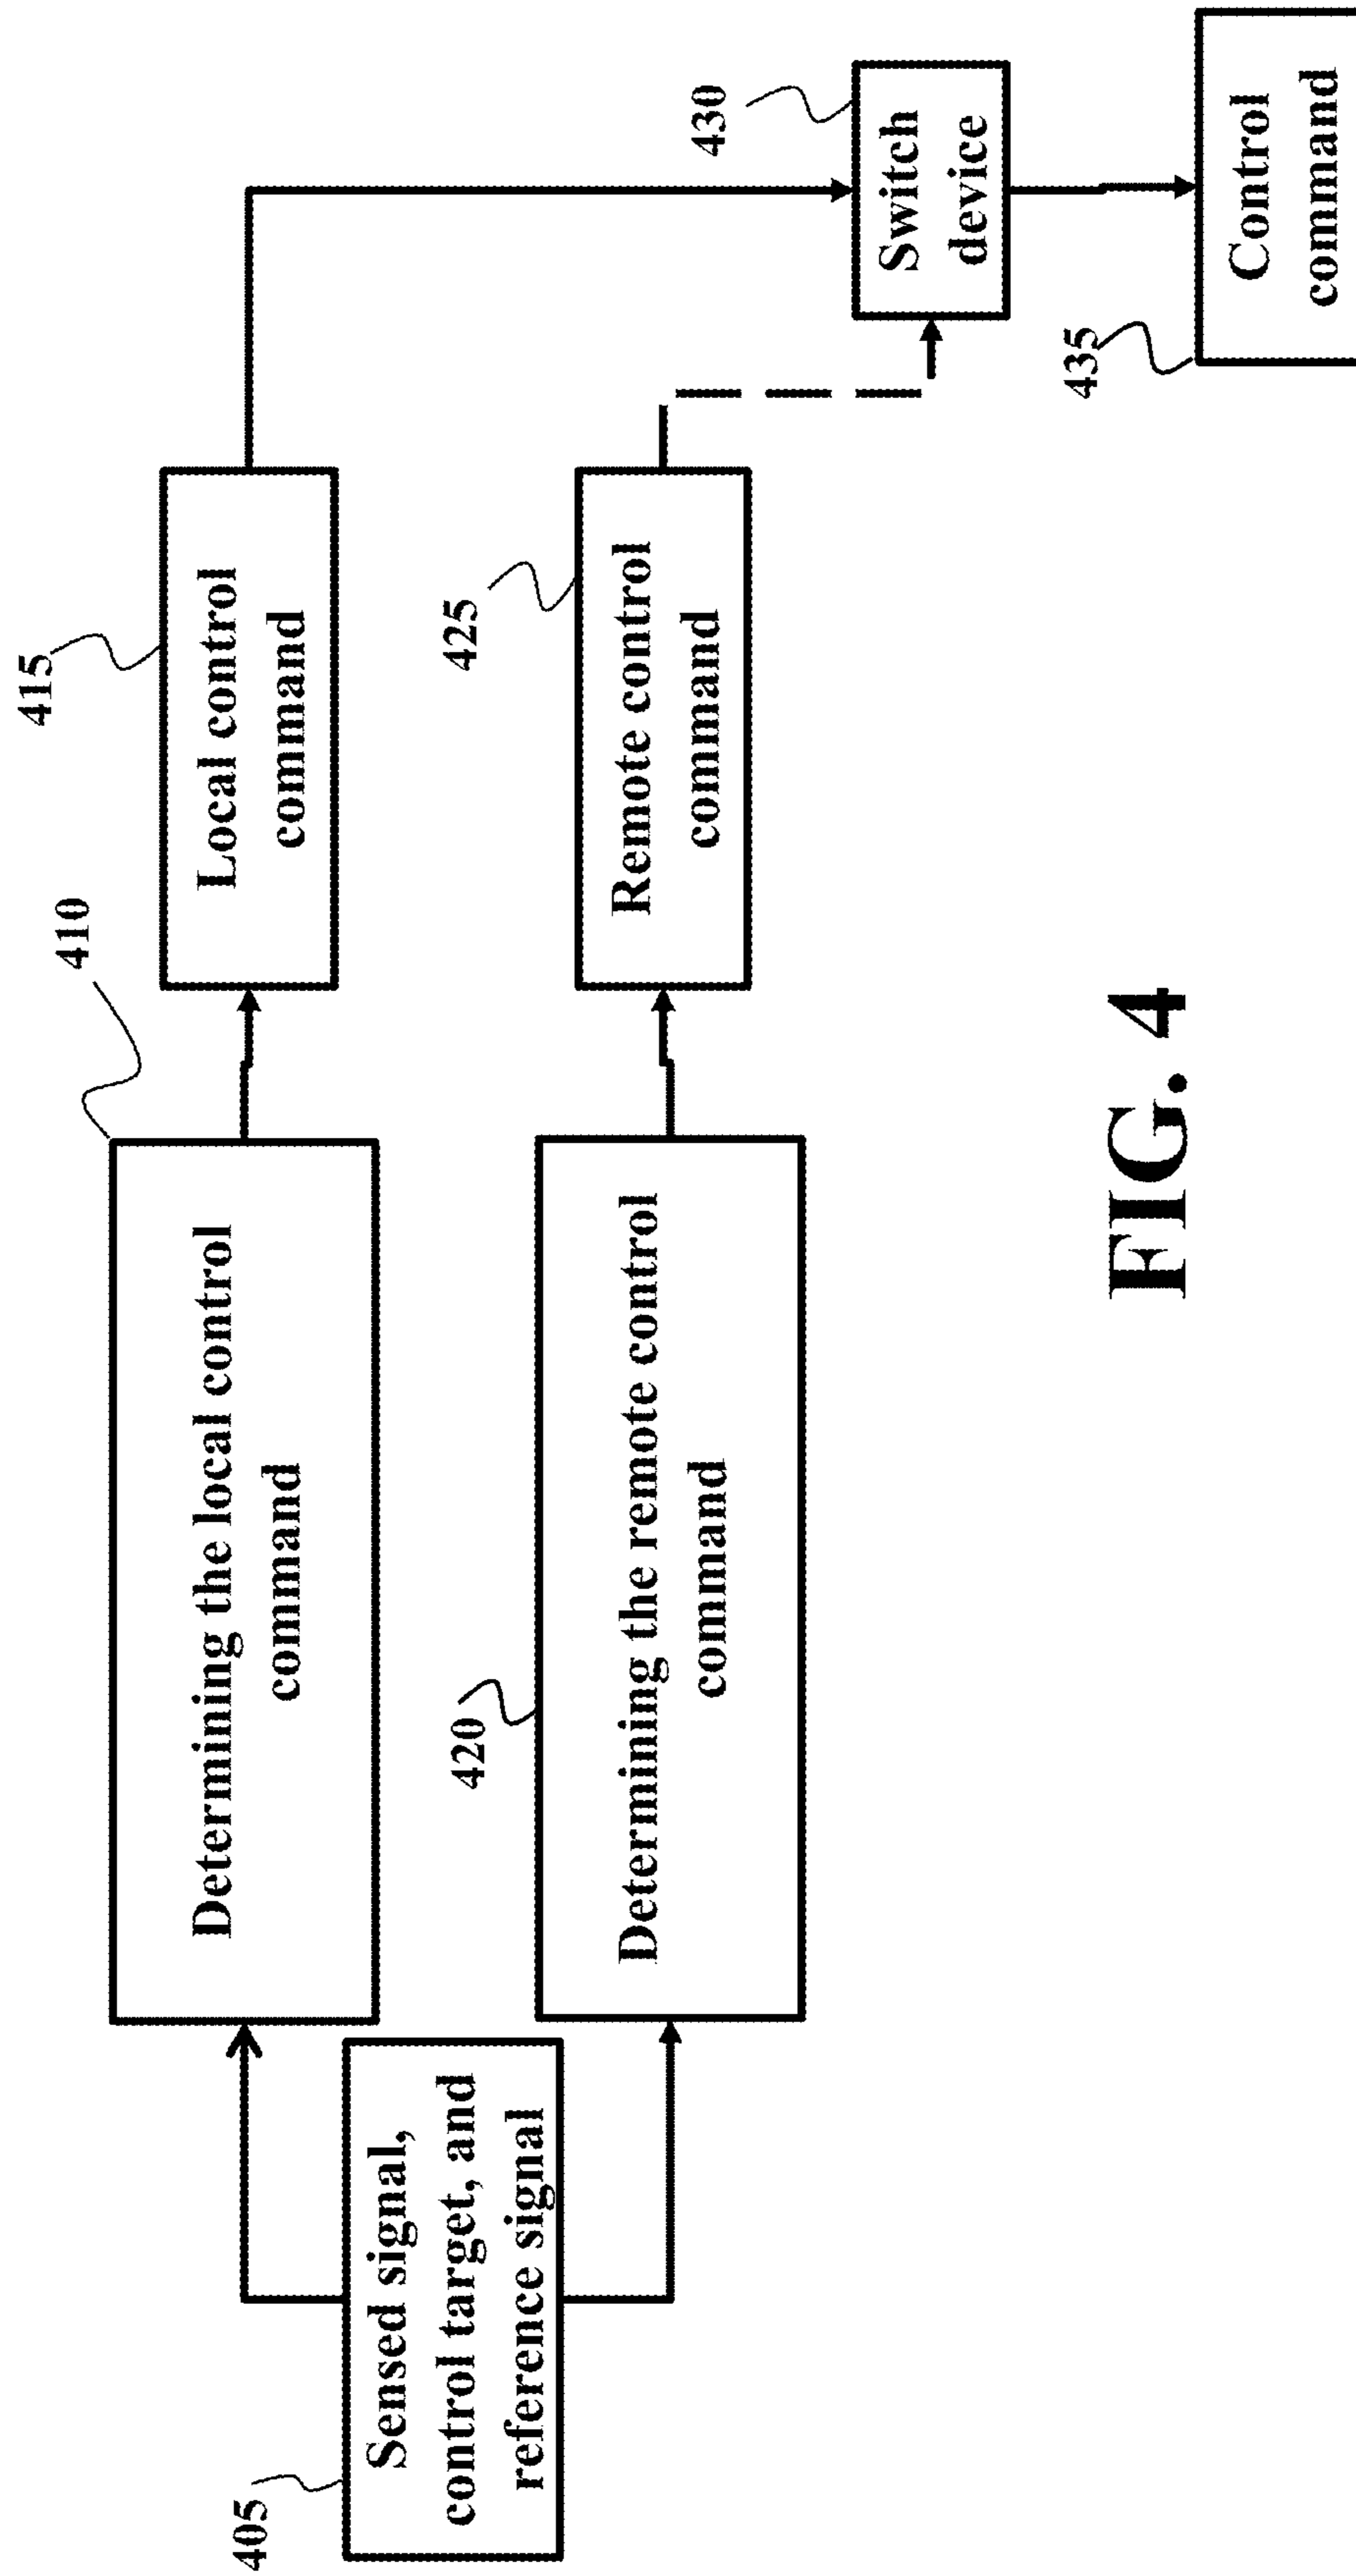 405
Sensed signal,
control target, and
reference signal
410
Determining the local control
command
415
Local control
command
420
Determining the remote control
command
425
Remote control
command
430
Switch
device
435
Control
command
FIG. 4